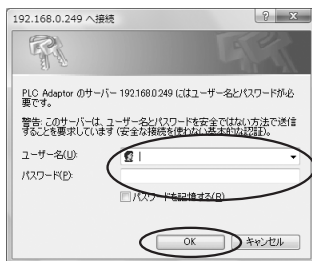 192.168.0.249 へ接続
PLC Adaptor のサーバー 192.168.0.249 にはユーザー名とパスワードが必
要です。
警告: このサーバーは、ユーザー名とパスワードを安全ではない方法で送信
することを要求しています (安全な接続を使わない基本的な認証)。
ユーザー名(U):
パスワード(P):
パスワードを記憶する(R)
OK キャンセル